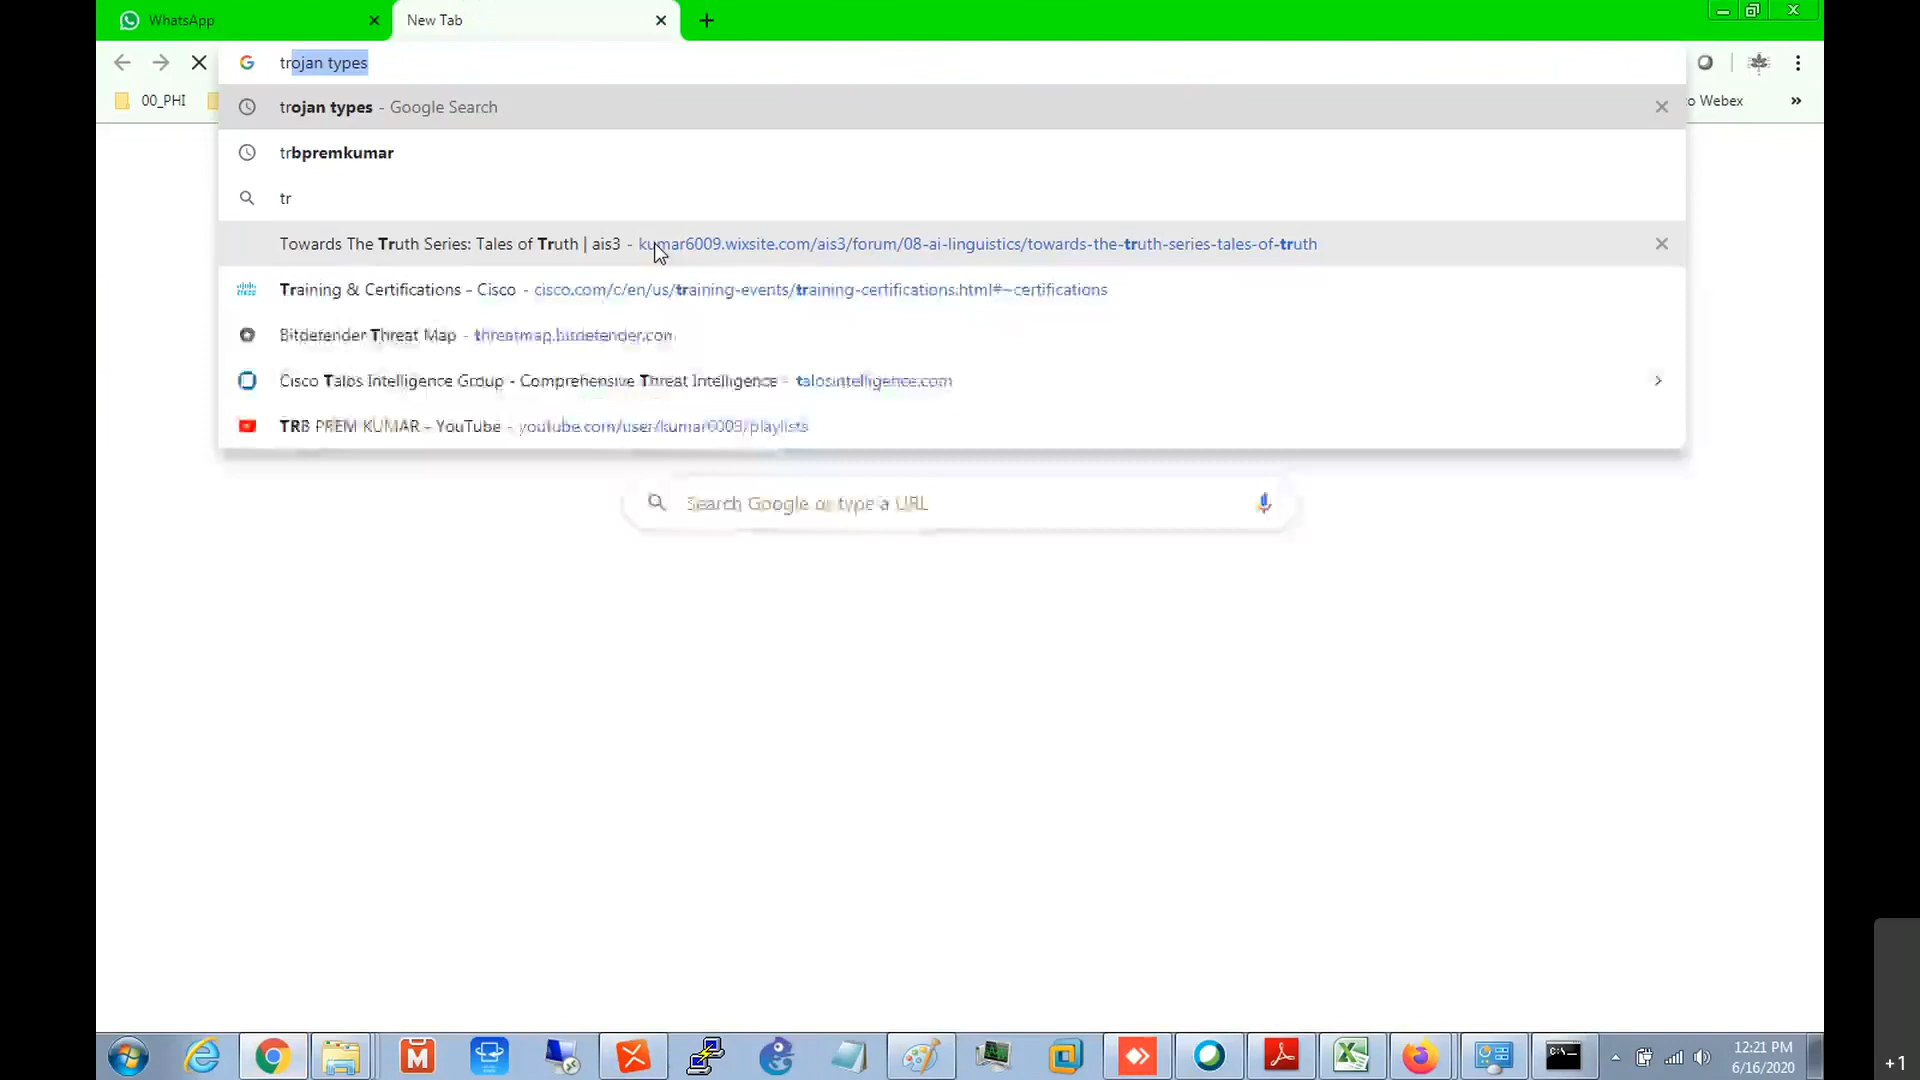 WhatsApp
New Tab
trojan types
00_PHI
o Webex
trojan types - Google Search
trbpremkumar
tr
Towards The Truth Series: Tales of Truth | ais3 - kumar6009.wixsite.com/ais3/forum/08-ai-linguistics/towards-the-truth-series-tales-of-truth
Training & Certifications - Cisco - cisco.com/c/en/us/training-events/training-certifications.html#~certifications
Bitdefender Threat Map - threatmap.bitdefender.com
Cisco Talos Intelligence Group - Comprehensive Threat Intelligence - talosintelligence.com
TRB PREM KUMAR - YouTube - youtube.com/user/kumar6009/playlists
Search Google or type a URL
12:21 PM
6/16/2020
+1